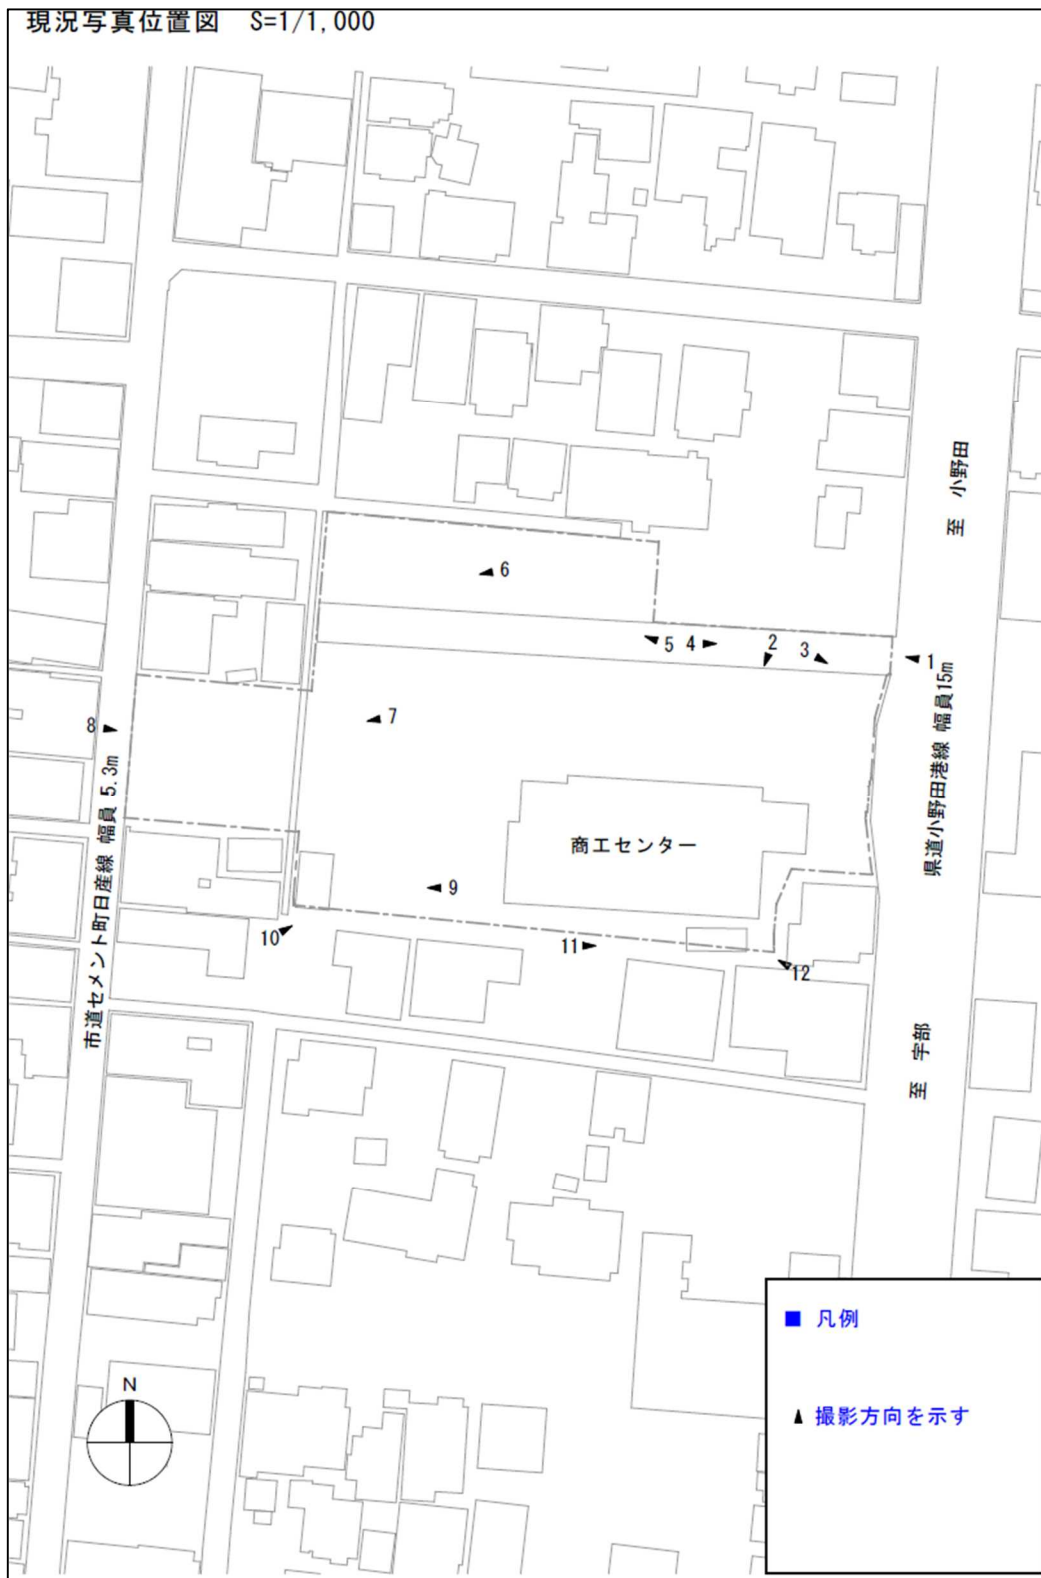 現況写真位置図 S=1/1,000
至 小野田
6
5
4
2
3
1
県道小野田港線 幅員15m
7
8
市道セメント町日産線 幅員 5.3m
商工センター
9
10
11
12
至 宇部
■ 凡例
▲ 撮影方向を示す
N